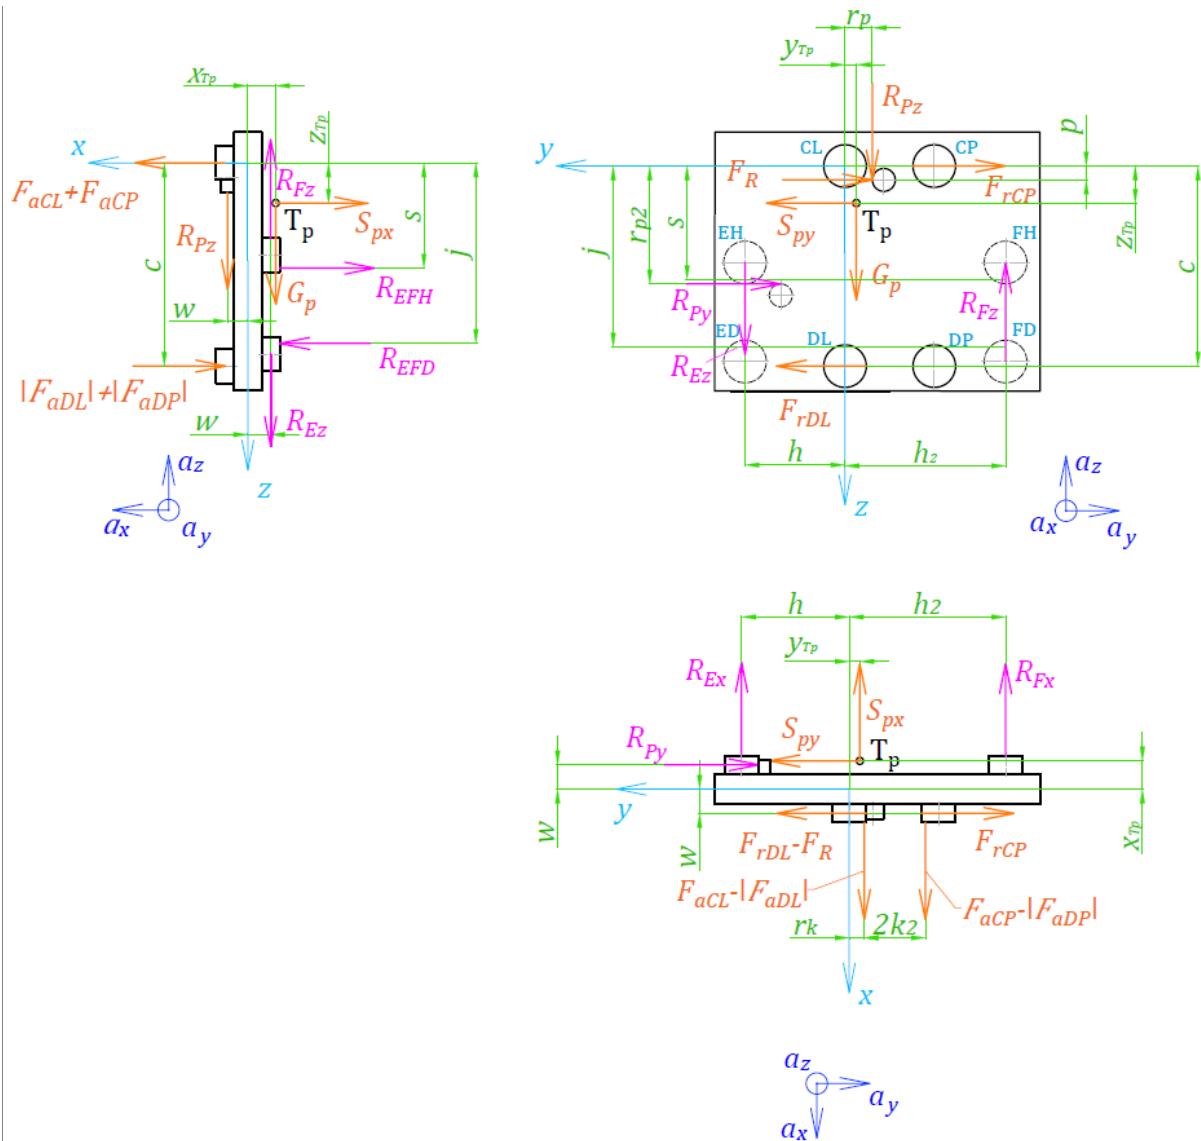 x_Tp
z_Tp
x
F_aCL+F_aCP
R_Fz
T_p
S_px
R_Pz
c
w
G_p
s
j
R_EFH
R_EFD
|F_aDL|+|F_aDP|
w
R_Ez
z
a_z
a_x
a_y
r_p
y_Tp
R_Pz
p
y
CL
CP
F_R
F_rCP
S_py
T_p
z_Tp
j
r_p2
s
EH
FH
G_p
R_Py
R_Fz
c
ED
DL
DP
FD
R_Ez
F_rDL
h
h_2
z
a_z
a_x
a_y
h
h_2
y_Tp
R_Ex
R_Fx
S_px
R_Py
S_py
T_p
w
y
w
x_Tp
F_rDL-F_R
F_rCP
F_aCL-|F_aDL|
F_aCP-|F_aDP|
r_k
2k_2
x
a_z
a_y
a_x